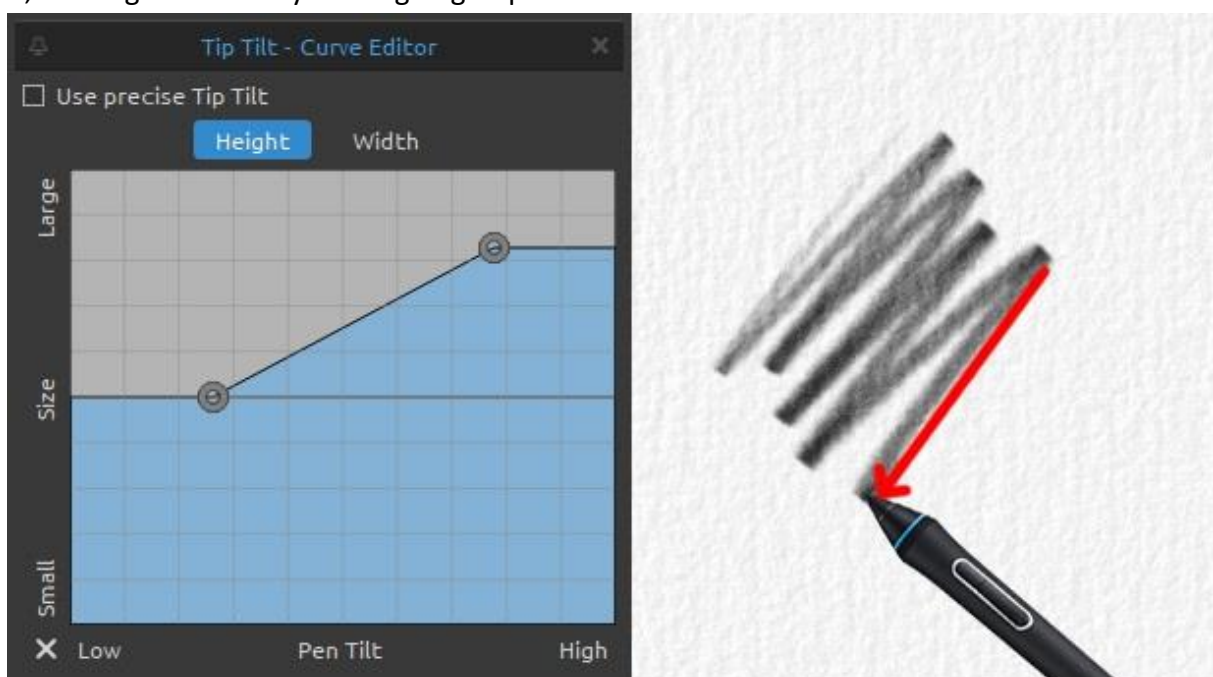 Tip Tilt - Curve Editor
Use precise Tip Tilt
Height Width
Large
Size
Small
Low Pen Tilt High